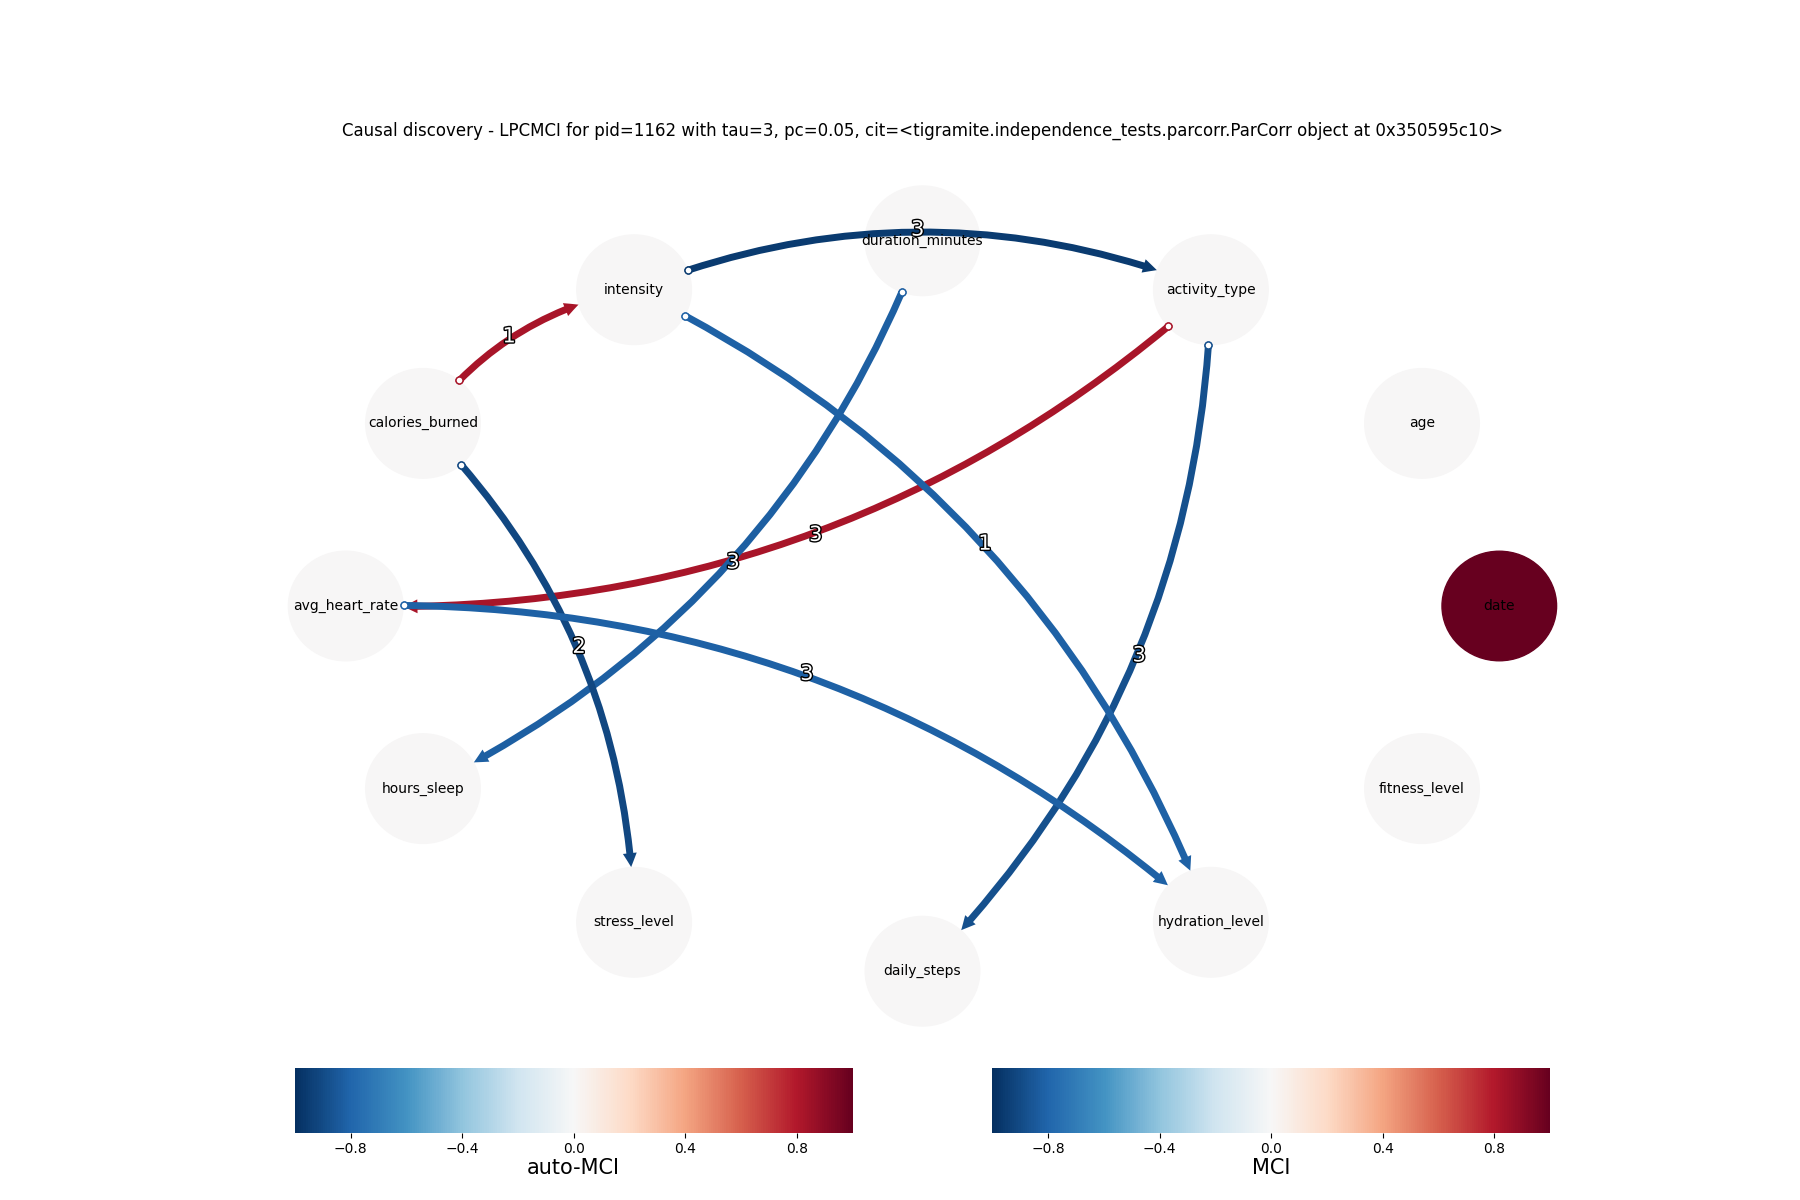 Causal discovery - LPCMCI for pid=1162 with tau=3, pc=0.05, cit=<tigramite.independence_tests.parcorr.ParCorr object at 0x350595c10>
3
duration_minutes
intensity
activity_type
1
calories_burned
age
3
1
3
avg_heart_rate
date
2
3
3
hours_sleep
fitness_level
stress_level
hydration_level
daily_steps
−0.8
−0.4
0.0
0.4
0.8
auto-MCI
−0.8
−0.4
0.0
0.4
0.8
MCI